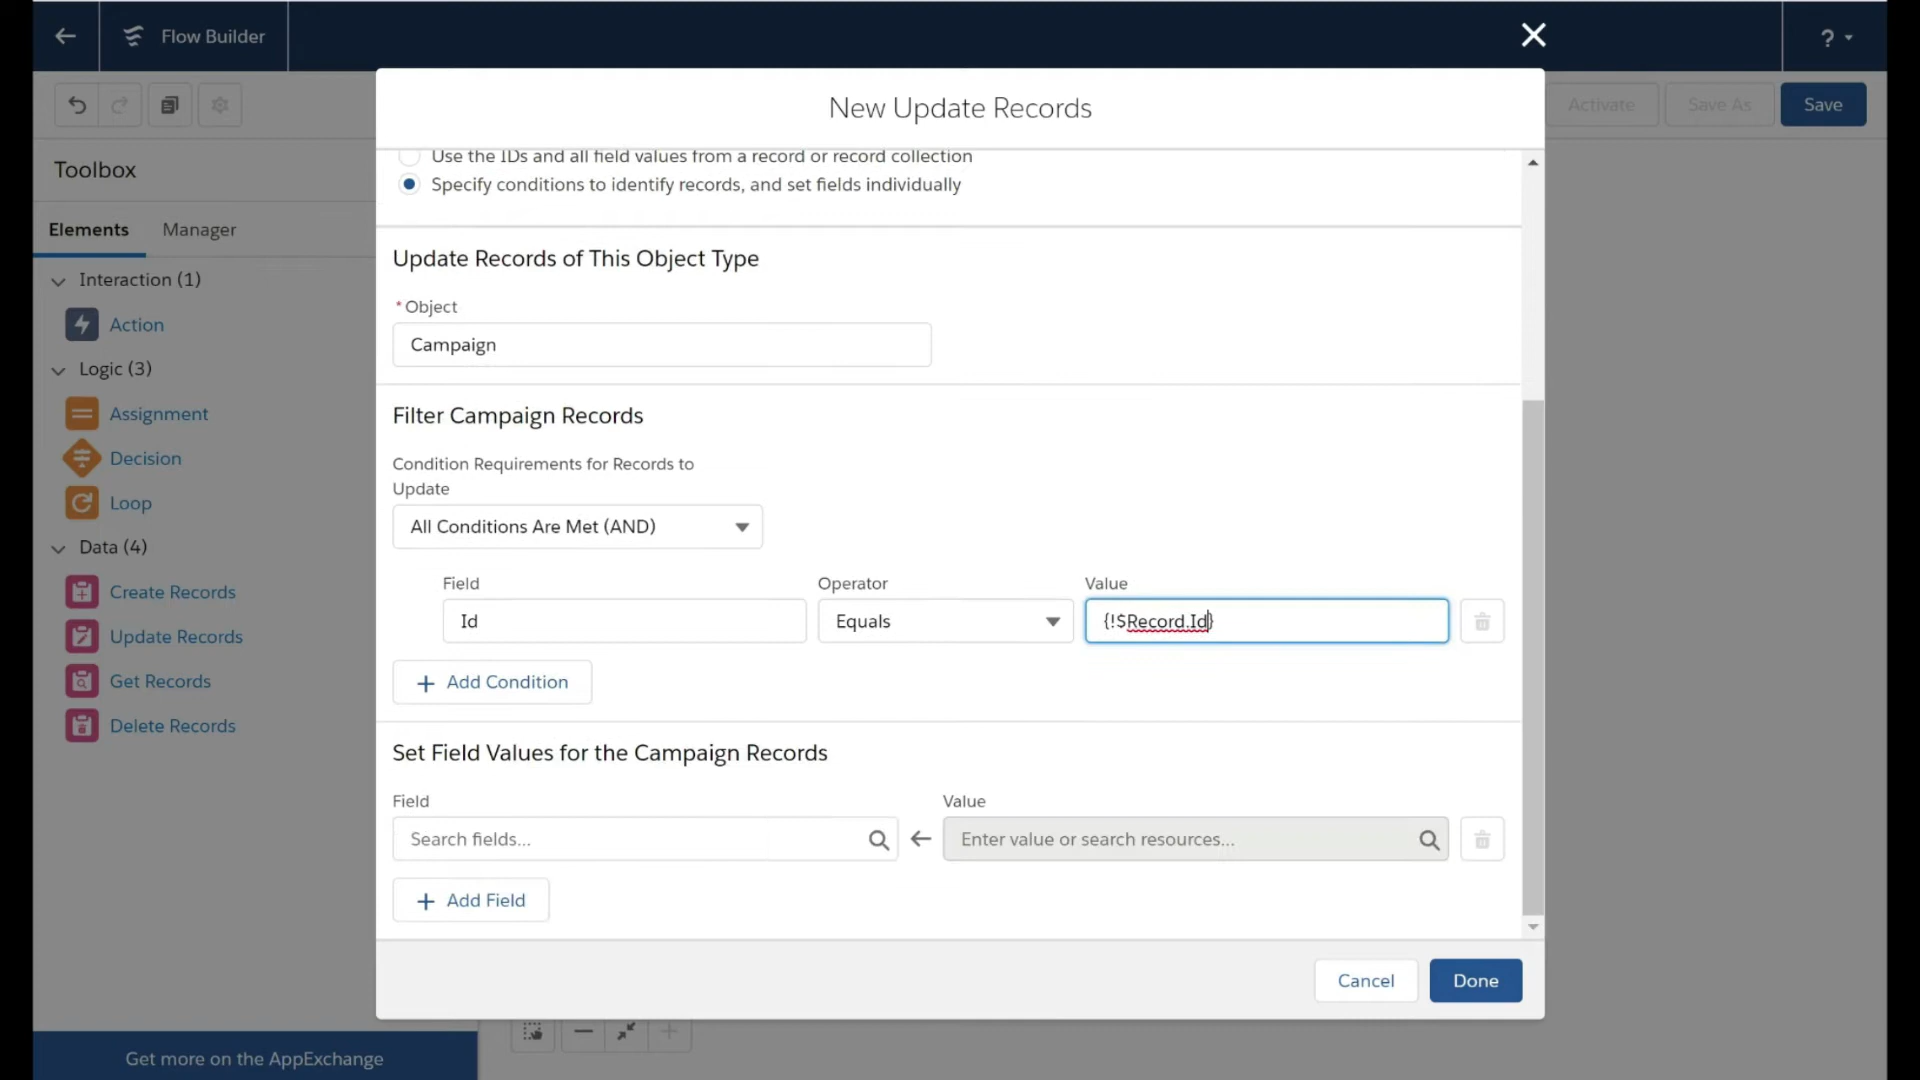 Flow Builder
?
New Update Records
Activate
Save As
Save
Use the IDs and all field values from a record or record collection
Specify conditions to identify records, and set fields individually
Toolbox
Elements
Manager
Interaction (1)
Action
Logic (3)
Assignment
Decision
Loop
Data (4)
Create Records
Update Records
Get Records
Delete Records
Update Records of This Object Type
* Object
Campaign
Filter Campaign Records
Condition Requirements for Records to
Update
All Conditions Are Met (AND)
Field
Operator
Value
Id
Equals
{!$Record.Id}
+ Add Condition
Set Field Values for the Campaign Records
Field
Value
Search fields...
Enter value or search resources...
+ Add Field
Cancel
Done
Get more on the AppExchange